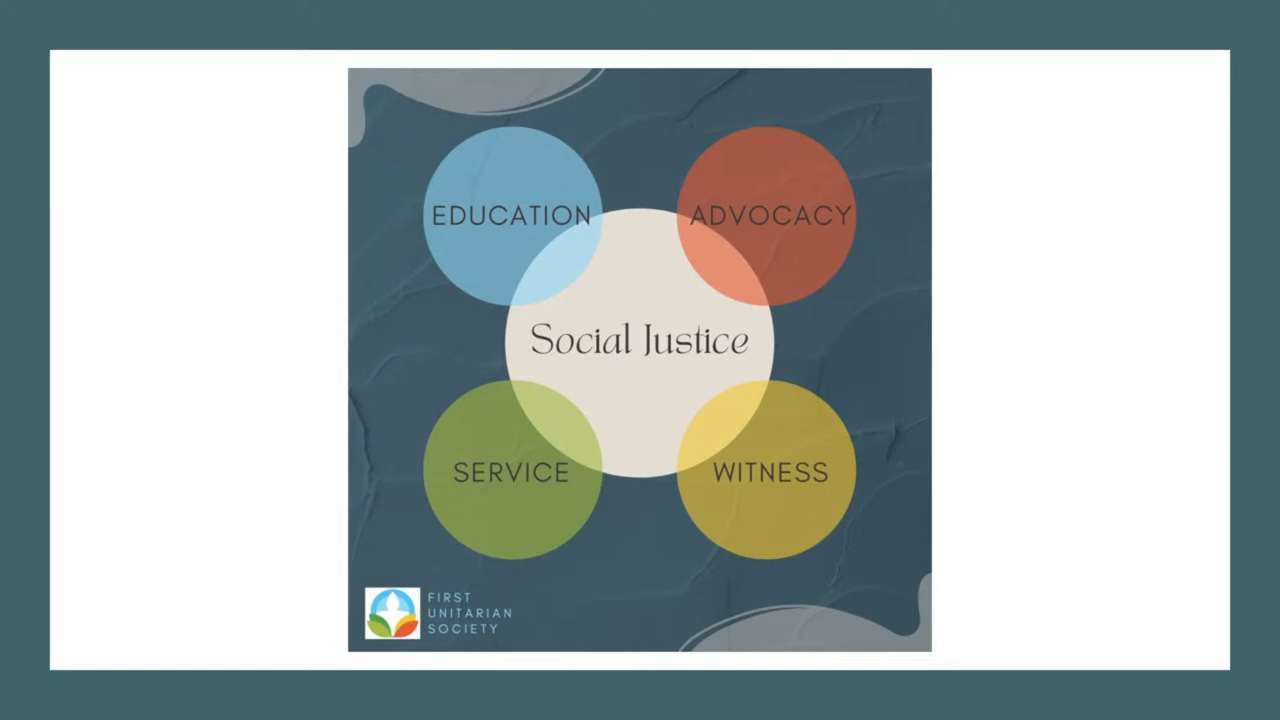 EDUCATION
ADVOCACY
Social Justice
SERVICE
WITNESS
FIRST
UNITARIAN
SOCIETY